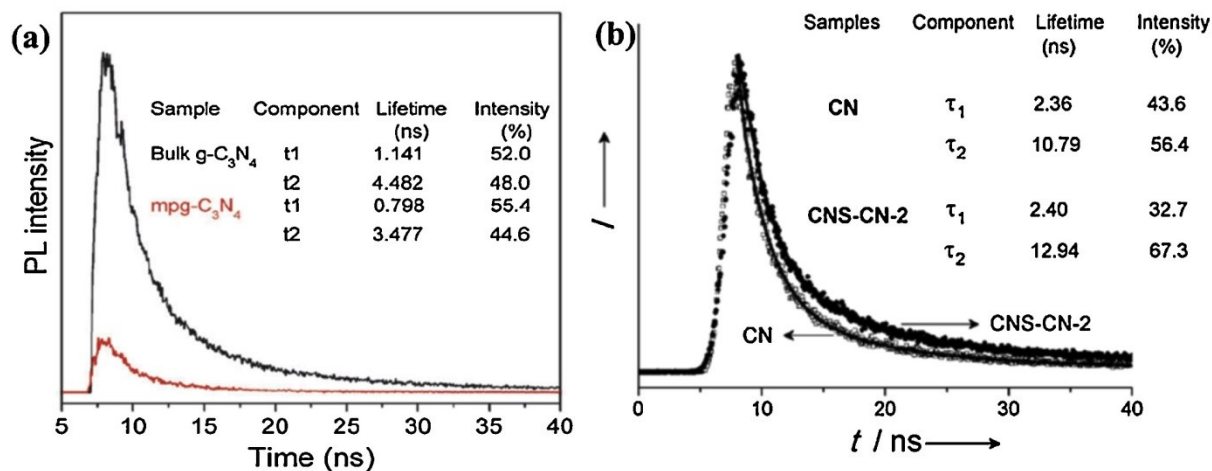 (a)
PL intensity
Sample Component Lifetime (ns) Intensity (%)
Bulk g-C₃N₄ t1 1.141 52.0
t2 4.482 48.0
mpg-C₃N₄ t1 0.798 55.4
t2 3.477 44.6
5 10 15 20 25 30 35 40
Time (ns)
(b)
I
Samples Component Lifetime (ns) Intensity (%)
CN τ₁ 2.36 43.6
τ₂ 10.79 56.4
CNS-CN-2 τ₁ 2.40 32.7
τ₂ 12.94 67.3
CN
CNS-CN-2
0 10 20 30 40
t / ns